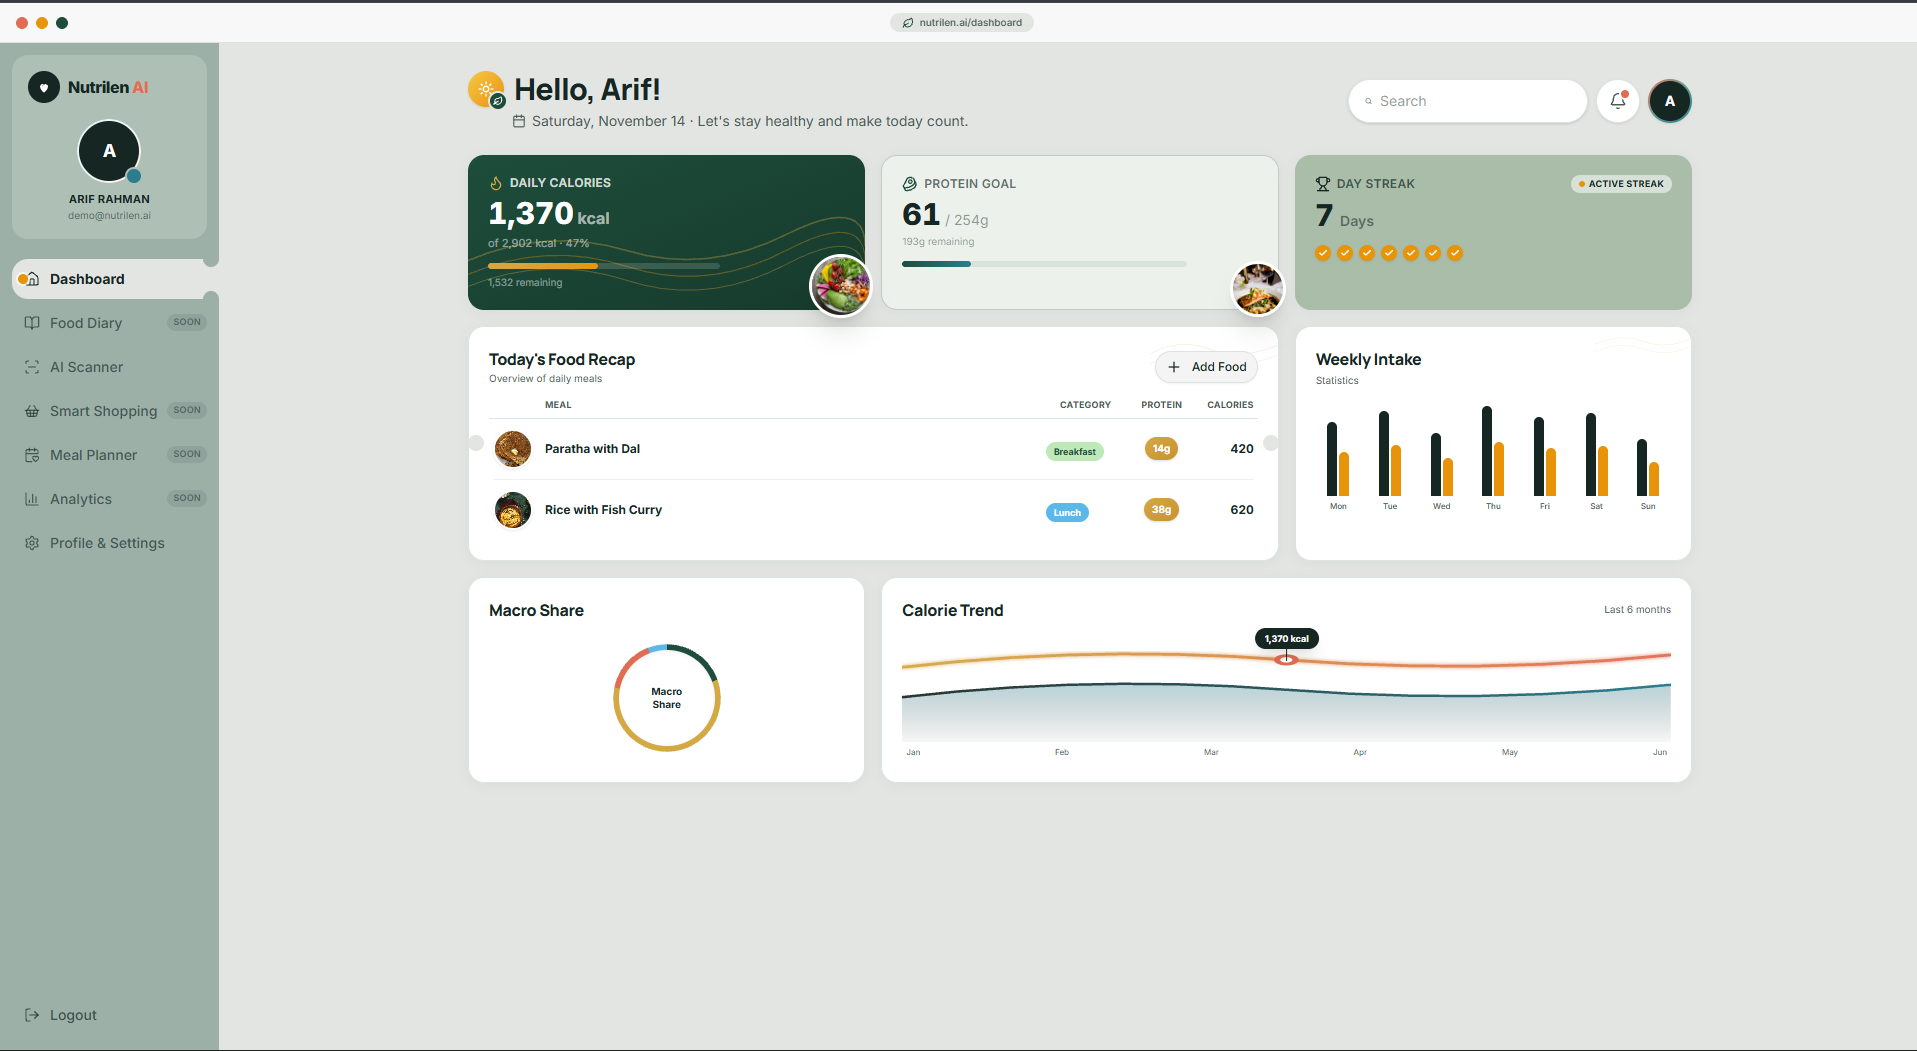 nutrilen.ai/dashboard
Nutrilen AI
A
ARIF RAHMAN
demo@nutrilen.ai
Dashboard
Food Diary SOON
AI Scanner
Smart Shopping SOON
Meal Planner SOON
Analytics SOON
Profile & Settings
Logout
Hello, Arif!
Saturday, November 14 · Let's stay healthy and make today count.
Search
A
DAILY CALORIES
1,370 kcal
of 2,902 kcal · 47%
1,532 remaining
PROTEIN GOAL
61 / 254g
193g remaining
DAY STREAK
ACTIVE STREAK
7 Days
Today's Food Recap
Overview of daily meals
Add Food
MEAL CATEGORY PROTEIN CALORIES
Paratha with Dal Breakfast 14g 420
Rice with Fish Curry Lunch 38g 620
Weekly Intake
Statistics
Mon Tue Wed Thu Fri Sat Sun
Macro Share
Macro
Share
Calorie Trend
Last 6 months
1,370 kcal
Jan Feb Mar Apr May Jun